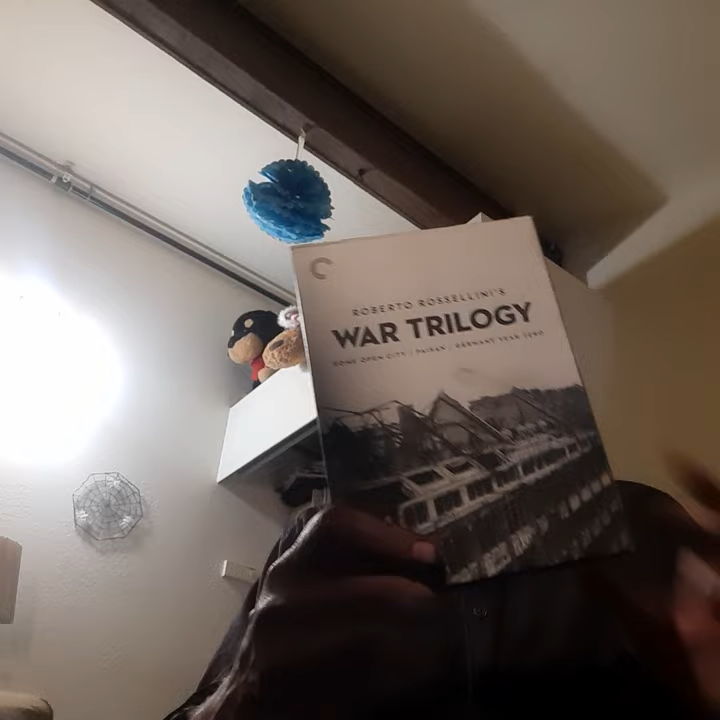 ROBERTO ROSSELLINI'S
WAR TRILOGY
ROME OPEN CITY / PAISAN / GERMANY YEAR ZERO